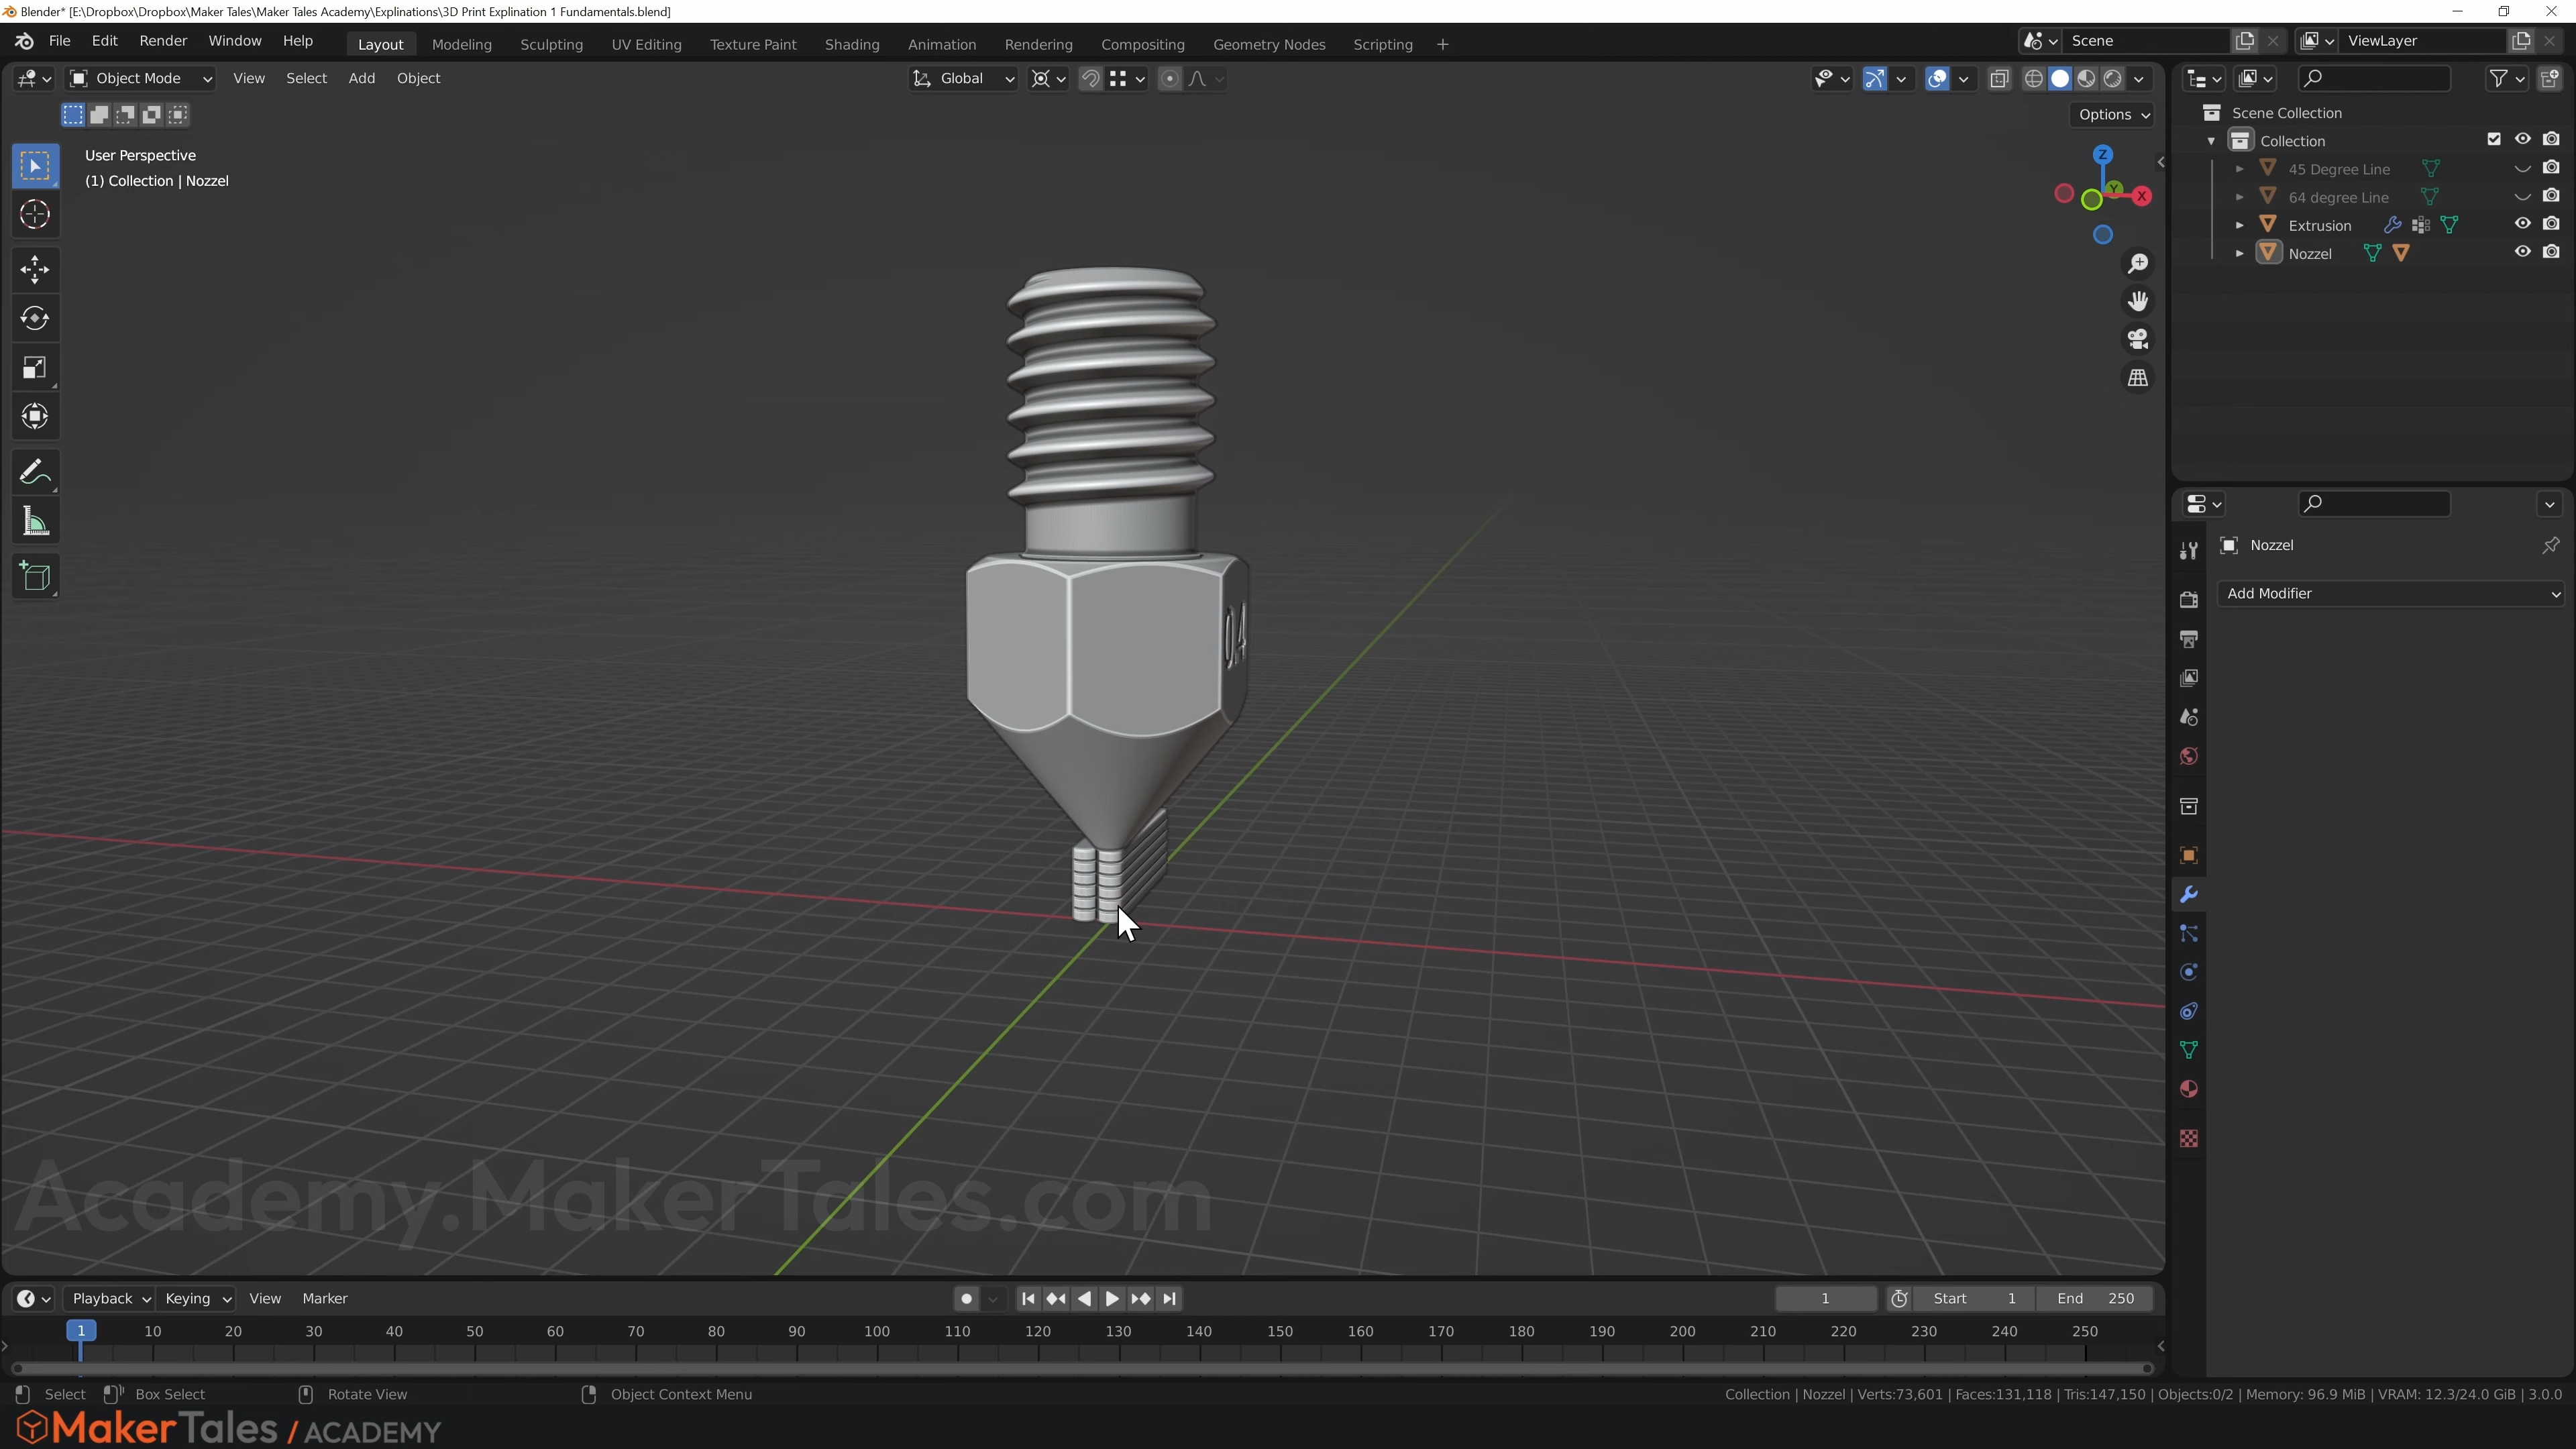 Blender* [E:\Dropbox\Dropbox\Maker Tales\Maker Tales Academy\Explinations\3D Print Explination 1 Fundamentals.blend]
File Edit Render Window Help Layout Modeling Sculpting UV Editing Texture Paint Shading Animation Rendering Compositing Geometry Nodes Scripting + Scene ViewLayer
Object Mode View Select Add Object Global
Options
User Perspective
(1) Collection | Nozzel
Z
Y
X
Scene Collection
Collection
45 Degree Line
64 degree Line
Extrusion
Nozzel
Nozzel
Add Modifier
0.4
Academy.MakerTales.com
Playback Keying View Marker 1 Start 1 End 250
1 10 20 30 40 50 60 70 80 90 100 110 120 130 140 150 160 170 180 190 200 210 220 230 240 250
Select Box Select Rotate View Object Context Menu Collection | Nozzel | Verts:73,601 | Faces:131,118 | Tris:147,150 | Objects:0/2 | Memory: 96.9 MiB | VRAM: 12.3/24.0 GiB | 3.0.0
MakerTales / ACADEMY